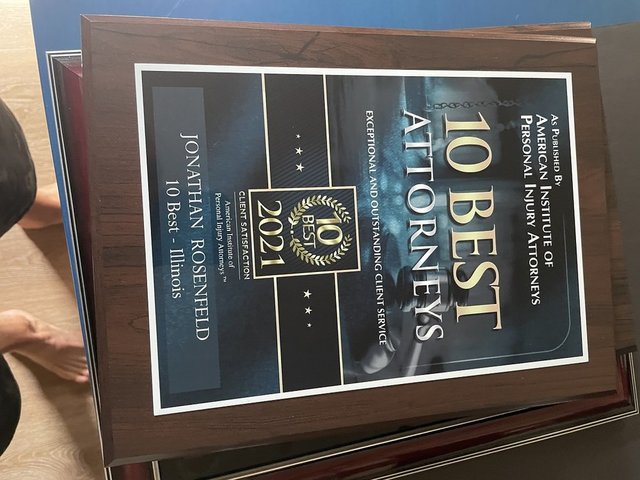 As Published By
American Institute of
Personal Injury Attorneys
10 BEST
ATTORNEYS
EXCEPTIONAL AND OUTSTANDING CLIENT SERVICE
10
BEST
2021
CLIENT SATISFACTION
American Institute of
Personal Injury Attorneys™
JONATHAN ROSENFELD
10 Best - Illinois